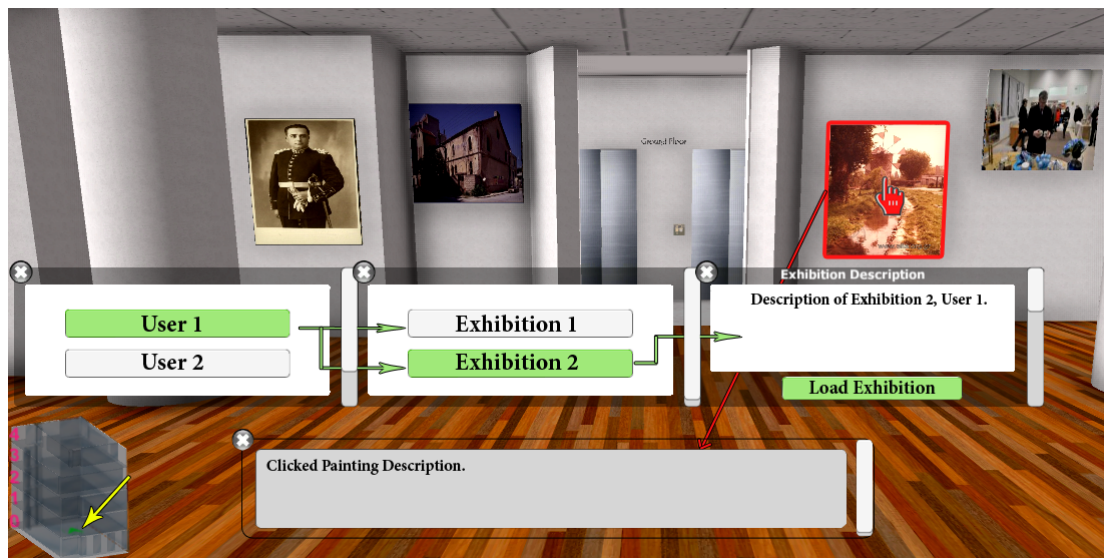 Ground Floor
Exhibition Description
User 1
User 2
Exhibition 1
Exhibition 2
Description of Exhibition 2, User 1.
Load Exhibition
Clicked Painting Description.
4
3
2
1
0